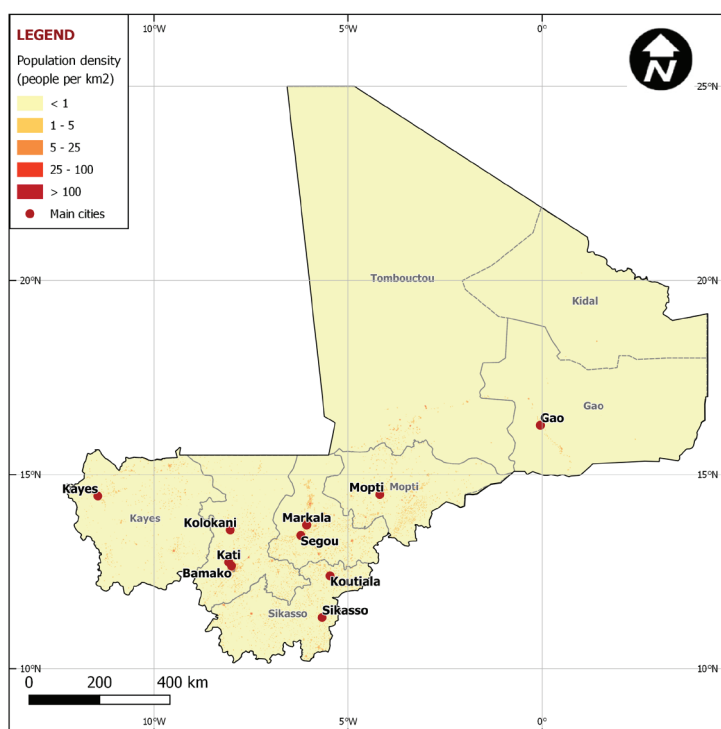 LEGEND
Population density
(people per km2)
< 1
1 - 5
5 - 25
25 - 100
> 100
Main cities
N
10°W
5°W
0°
25°N
20°N
20°N
Tombouctou
Kidal
Gao
Gao
15°N
15°N
Kayes
Mopti
Mopti
Kayes
Kolokani
Markala
Segou
Kati
Bamako
Koutiala
Sikasso
Sikasso
10°N
10°N
0 200 400 km
10°W
5°W
0°